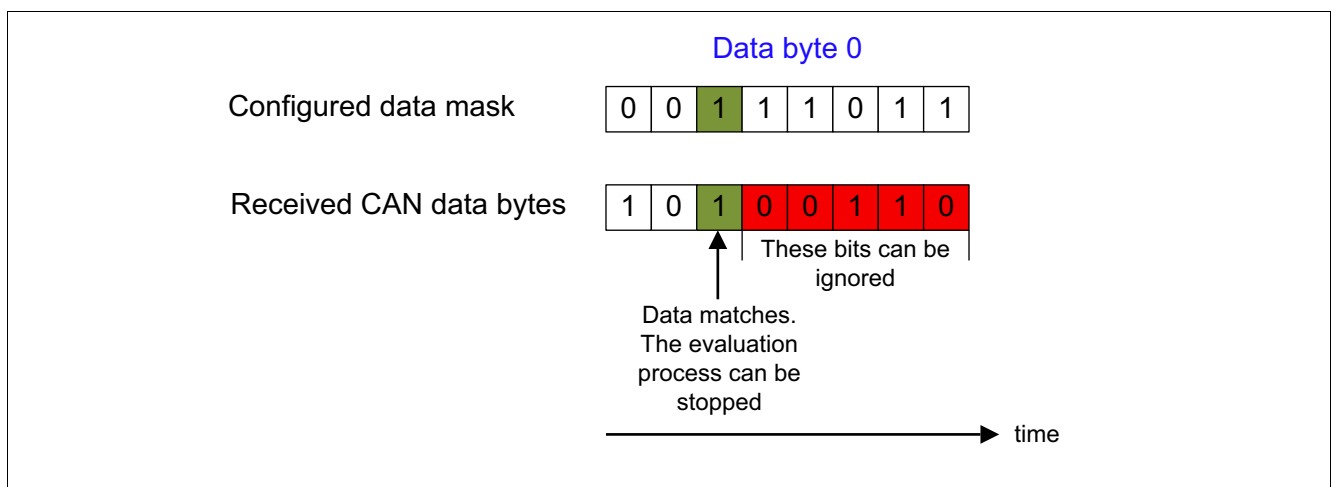 Data byte 0
Configured data mask 0 0 1 1 1 0 1 1
Received CAN data bytes 1 0 1 0 0 1 1 0
These bits can be
ignored
Data matches.
The evaluation
process can be
stopped
time